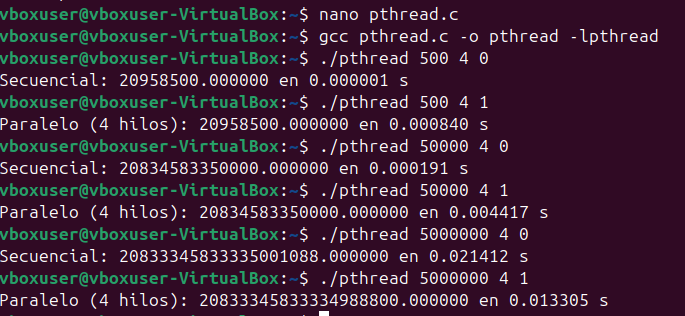 vboxuser@vboxuser-VirtualBox:~$ nano pthread.c
vboxuser@vboxuser-VirtualBox:~$ gcc pthread.c -o pthread -lpthread
vboxuser@vboxuser-VirtualBox:~$ ./pthread 500 4 0
Secuencial: 20958500.000000 en 0.000001 s
vboxuser@vboxuser-VirtualBox:~$ ./pthread 500 4 1
Paralelo (4 hilos): 20958500.000000 en 0.000840 s
vboxuser@vboxuser-VirtualBox:~$ ./pthread 50000 4 0
Secuencial: 20834583350000.000000 en 0.000191 s
vboxuser@vboxuser-VirtualBox:~$ ./pthread 50000 4 1
Paralelo (4 hilos): 20834583350000.000000 en 0.004417 s
vboxuser@vboxuser-VirtualBox:~$ ./pthread 5000000 4 0
Secuencial: 20833345833335001088.000000 en 0.021412 s
vboxuser@vboxuser-VirtualBox:~$ ./pthread 5000000 4 1
Paralelo (4 hilos): 20833345833334988800.000000 en 0.013305 s